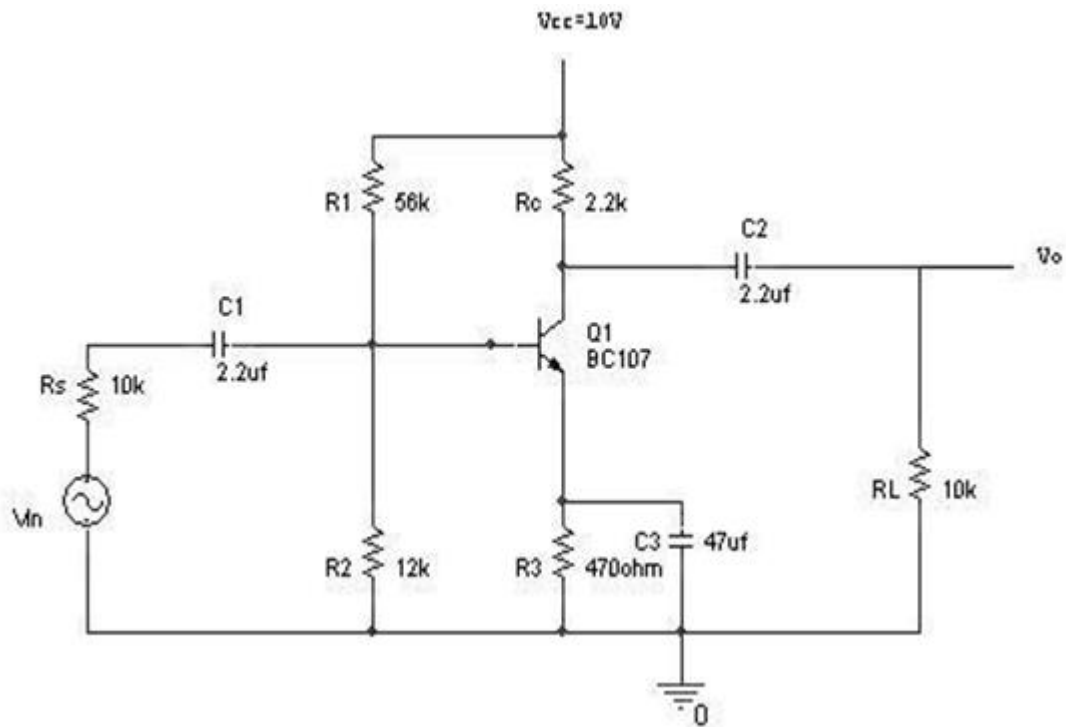 Vcc=10V
R1 56k
Rc 2.2k
C2
2.2uf
Vo
C1
2.2uf
Q1
BC107
Rs 10k
Vin
R2 12k
R3 470ohm
C3 47uf
RL 10k
0